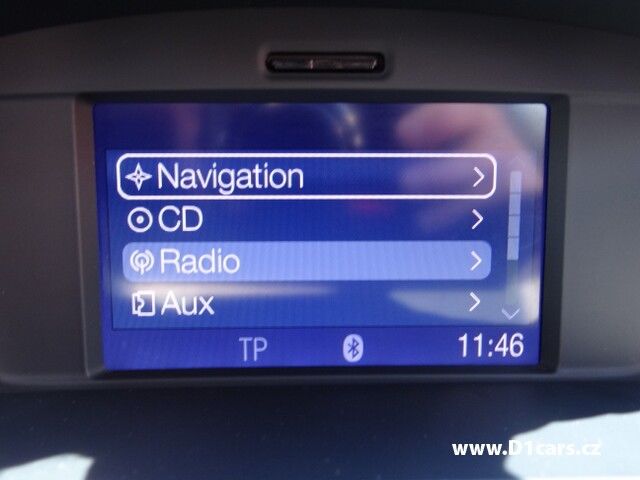 Navigation
CD
Radio
Aux
TP 11:46
www.D1cars.cz